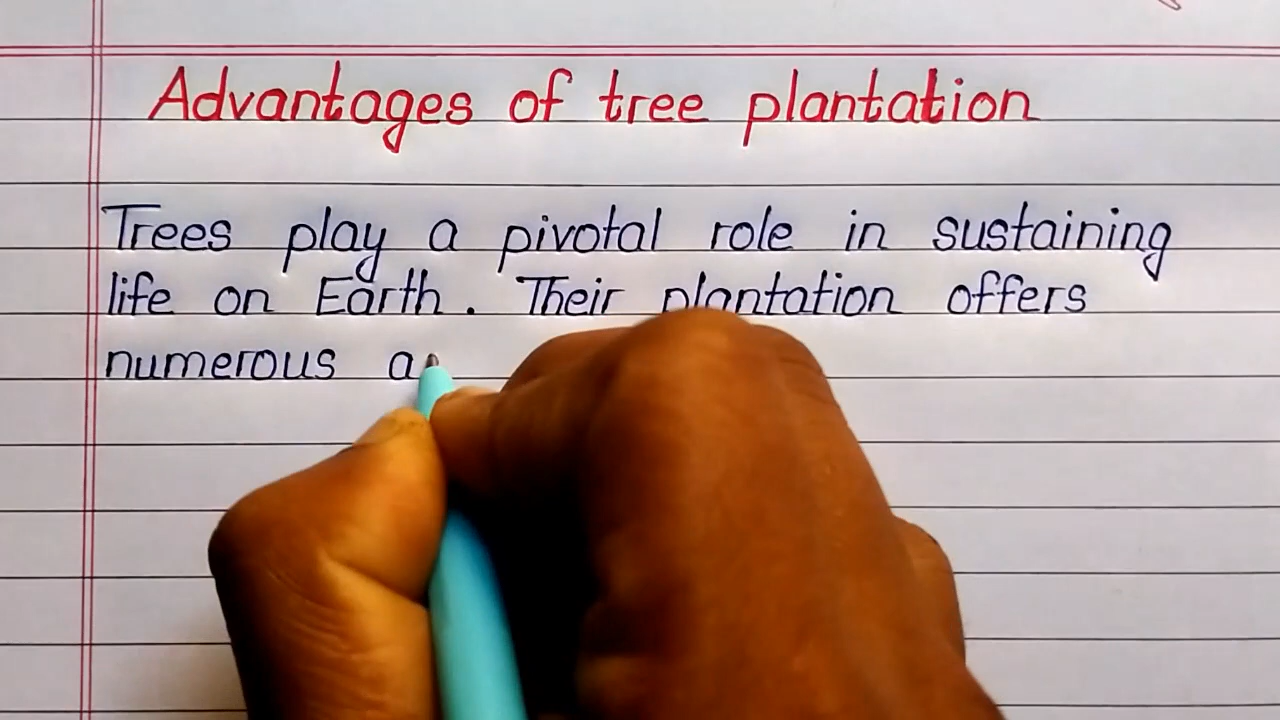 Advantages of tree plantation
Trees play a pivotal role in sustaining
life on Earth. Their plantation offers
numerous a